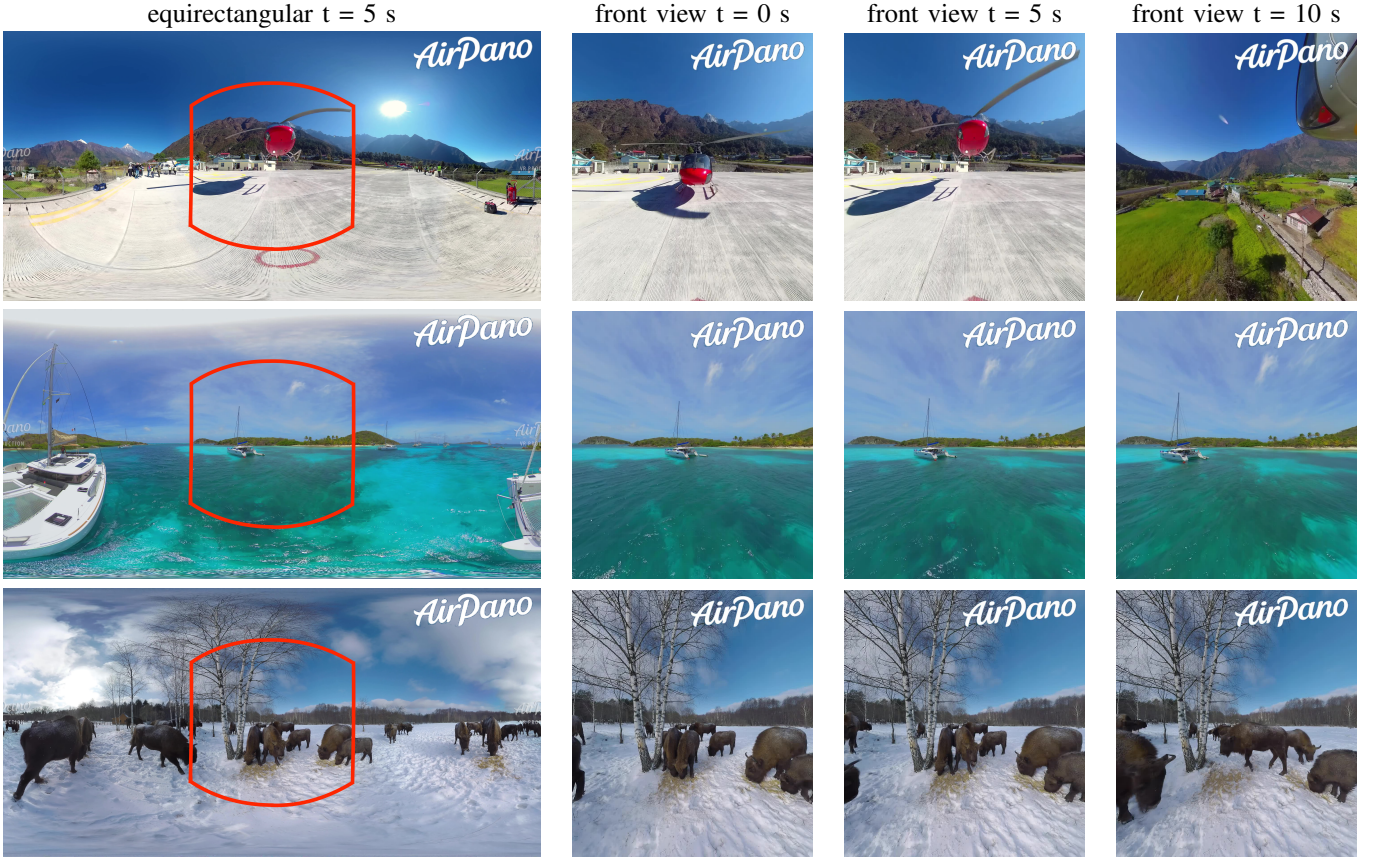 equirectangular t = 5 s
front view t = 0 s
front view t = 5 s
front view t = 10 s
AirPano
AirPano
AirPano
AirPano
AirPano
AirPano
AirPano
AirPano
AirPano
AirPano
AirPano
AirPano